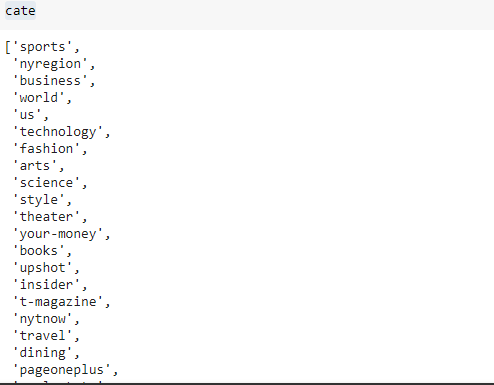 cate
['sports',
'nyregion',
'business',
'world',
'us',
'technology',
'fashion',
'arts',
'science',
'style',
'theater',
'your-money',
'books',
'upshot',
'insider',
't-magazine',
'nytnow',
'travel',
'dining',
'pageoneplus',